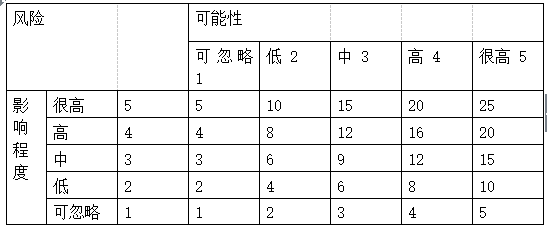 风险 可能性
可忽略 1 低 2 中 3 高 4 很高 5
影响程度 很高 5 5 10 15 20 25
高 4 4 8 12 16 20
中 3 3 6 9 12 15
低 2 2 4 6 8 10
可忽略 1 1 2 3 4 5